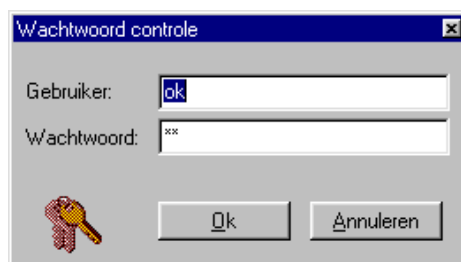 Wachtwoord controle
Gebruiker: ok
Wachtwoord: **
Ok Annuleren